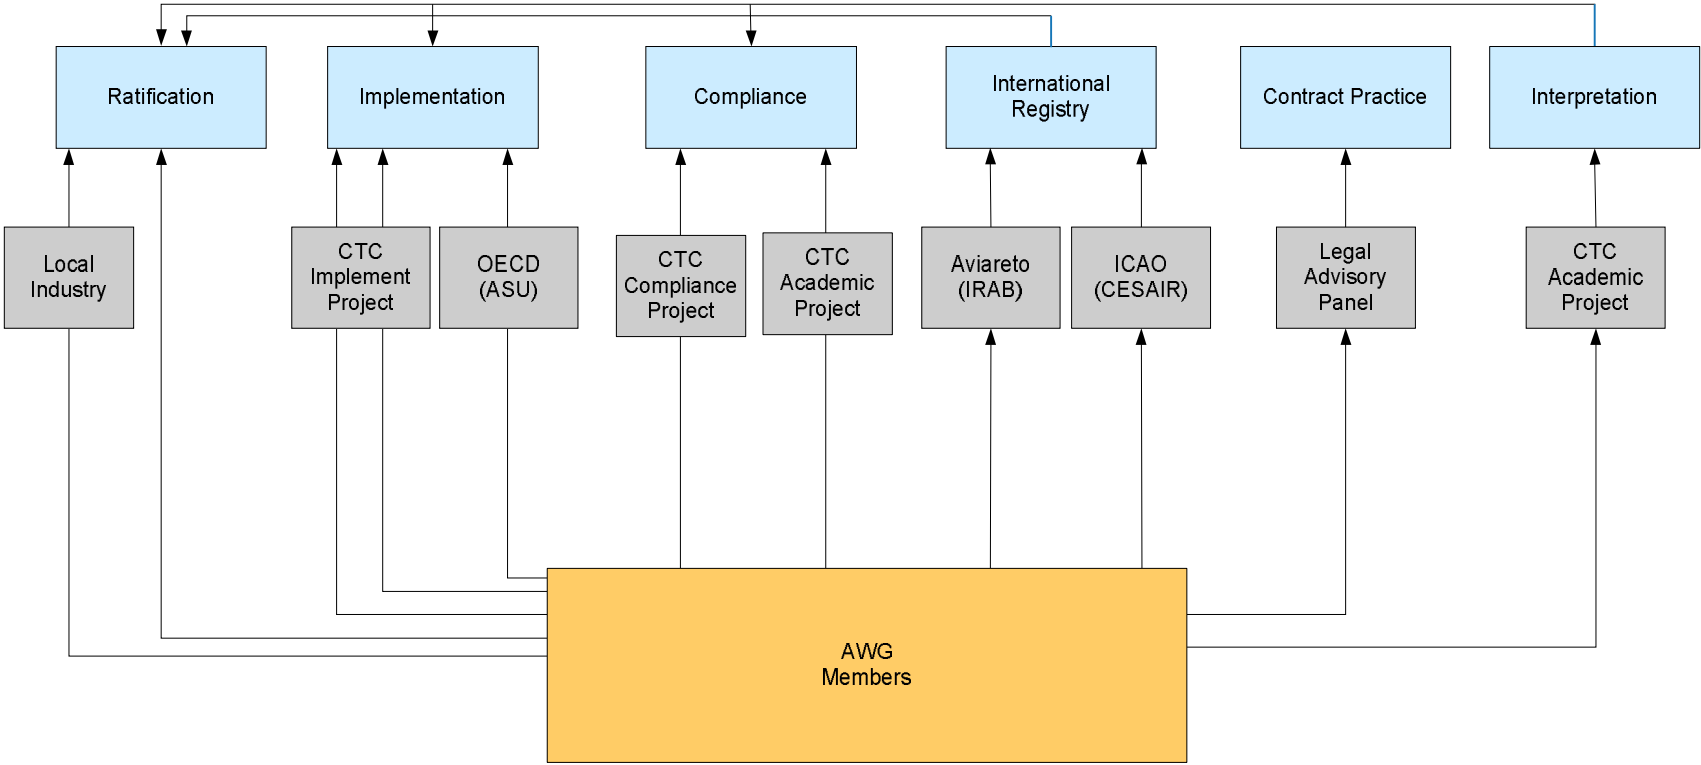 Ratification
Implementation
Compliance
International
Registry
Contract Practice
Interpretation
Local
Industry
CTC
Implement
Project
OECD
(ASU)
CTC
Compliance
Project
CTC
Academic
Project
Aviareto
(IRAB)
ICAO
(CESAIR)
Legal
Advisory
Panel
CTC
Academic
Project
AWG
Members